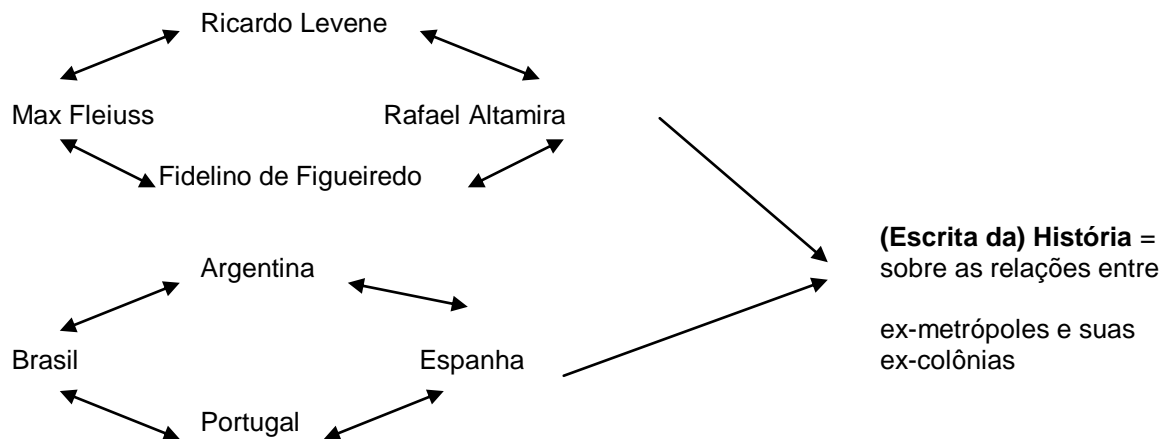 Ricardo Levene
Max Fleiuss
Rafael Altamira
Fidelino de Figueiredo
Argentina
Brasil
Espanha
Portugal
(Escrita da) História =
sobre as relações entre
ex-metrópoles e suas
ex-colônias